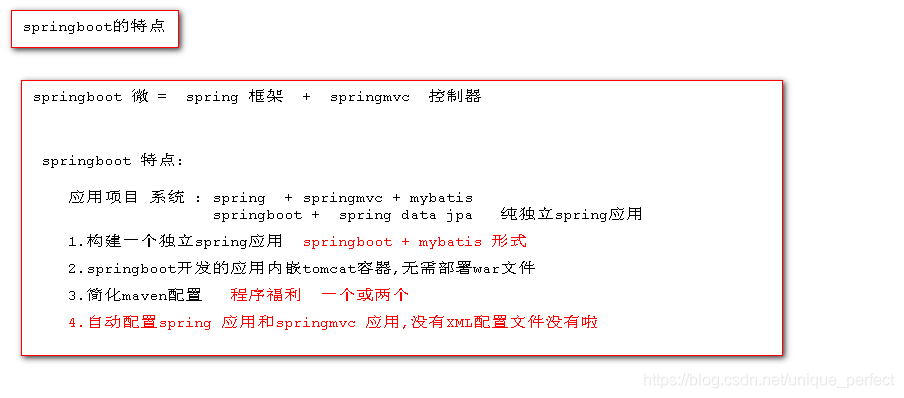 springboot的特点
springboot 微 = spring 框架 + springmvc 控制器
springboot 特点:
应用项目 系统 : spring + springmvc + mybatis
springboot + spring data jpa 纯独立spring应用
1.构建一个独立spring应用 springboot + mybatis 形式
2.springboot开发的应用内嵌tomcat容器,无需部署war文件
3.简化maven配置 程序福利 一个或两个
4.自动配置spring 应用和springmvc 应用,没有XML配置文件没有啦
https://blog.csdn.net/unique_perfect